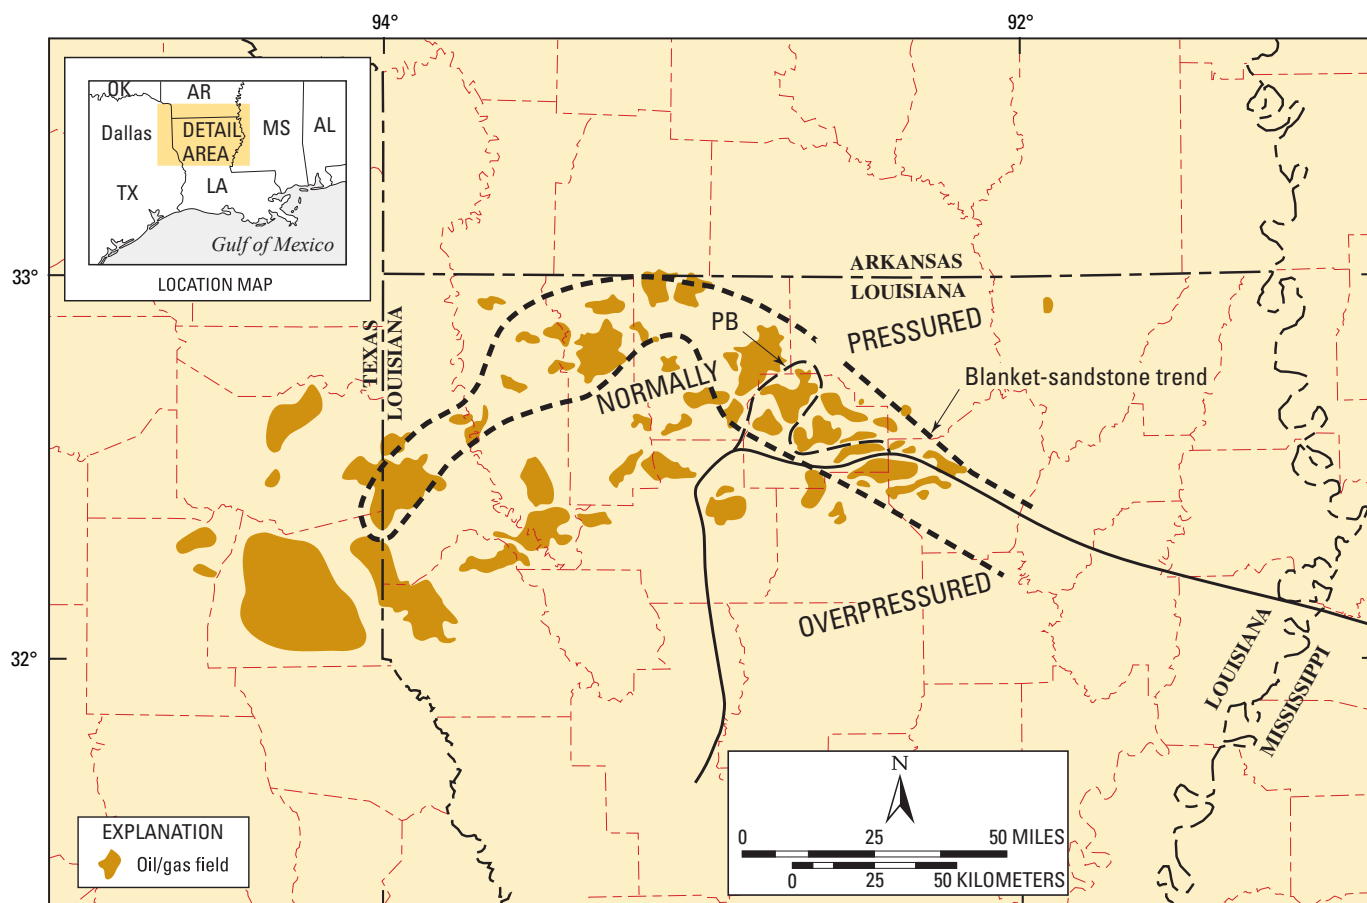 94°
92°
33°
32°
OK
AR
Dallas
DETAIL
AREA
MS
AL
TX
LA
Gulf of Mexico
LOCATION MAP
ARKANSAS
LOUISIANA
TEXAS
LOUISIANA
PB
NORMALLY
PRESSURED
Blanket-sandstone trend
OVERPRESSURED
LOUISIANA
MISSISSIPPI
N
0 25 50 MILES
0 25 50 KILOMETERS
EXPLANATION
Oil/gas field